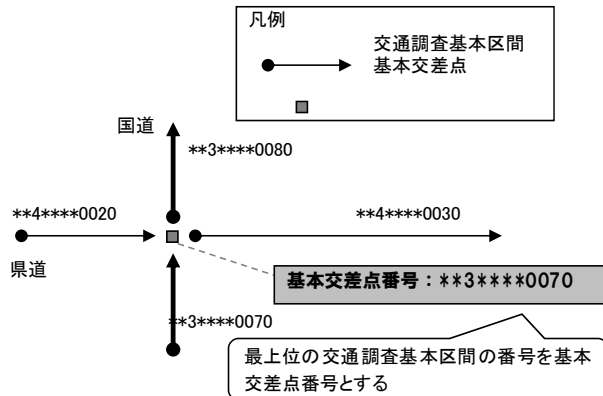 凡例
交通調査基本区間
基本交差点
国道
**3****0080
**4****0020
**4****0030
県道
基本交差点番号：**3****0070
**3****0070
最上位の交通調査基本区間の番号を基本
交差点番号とする